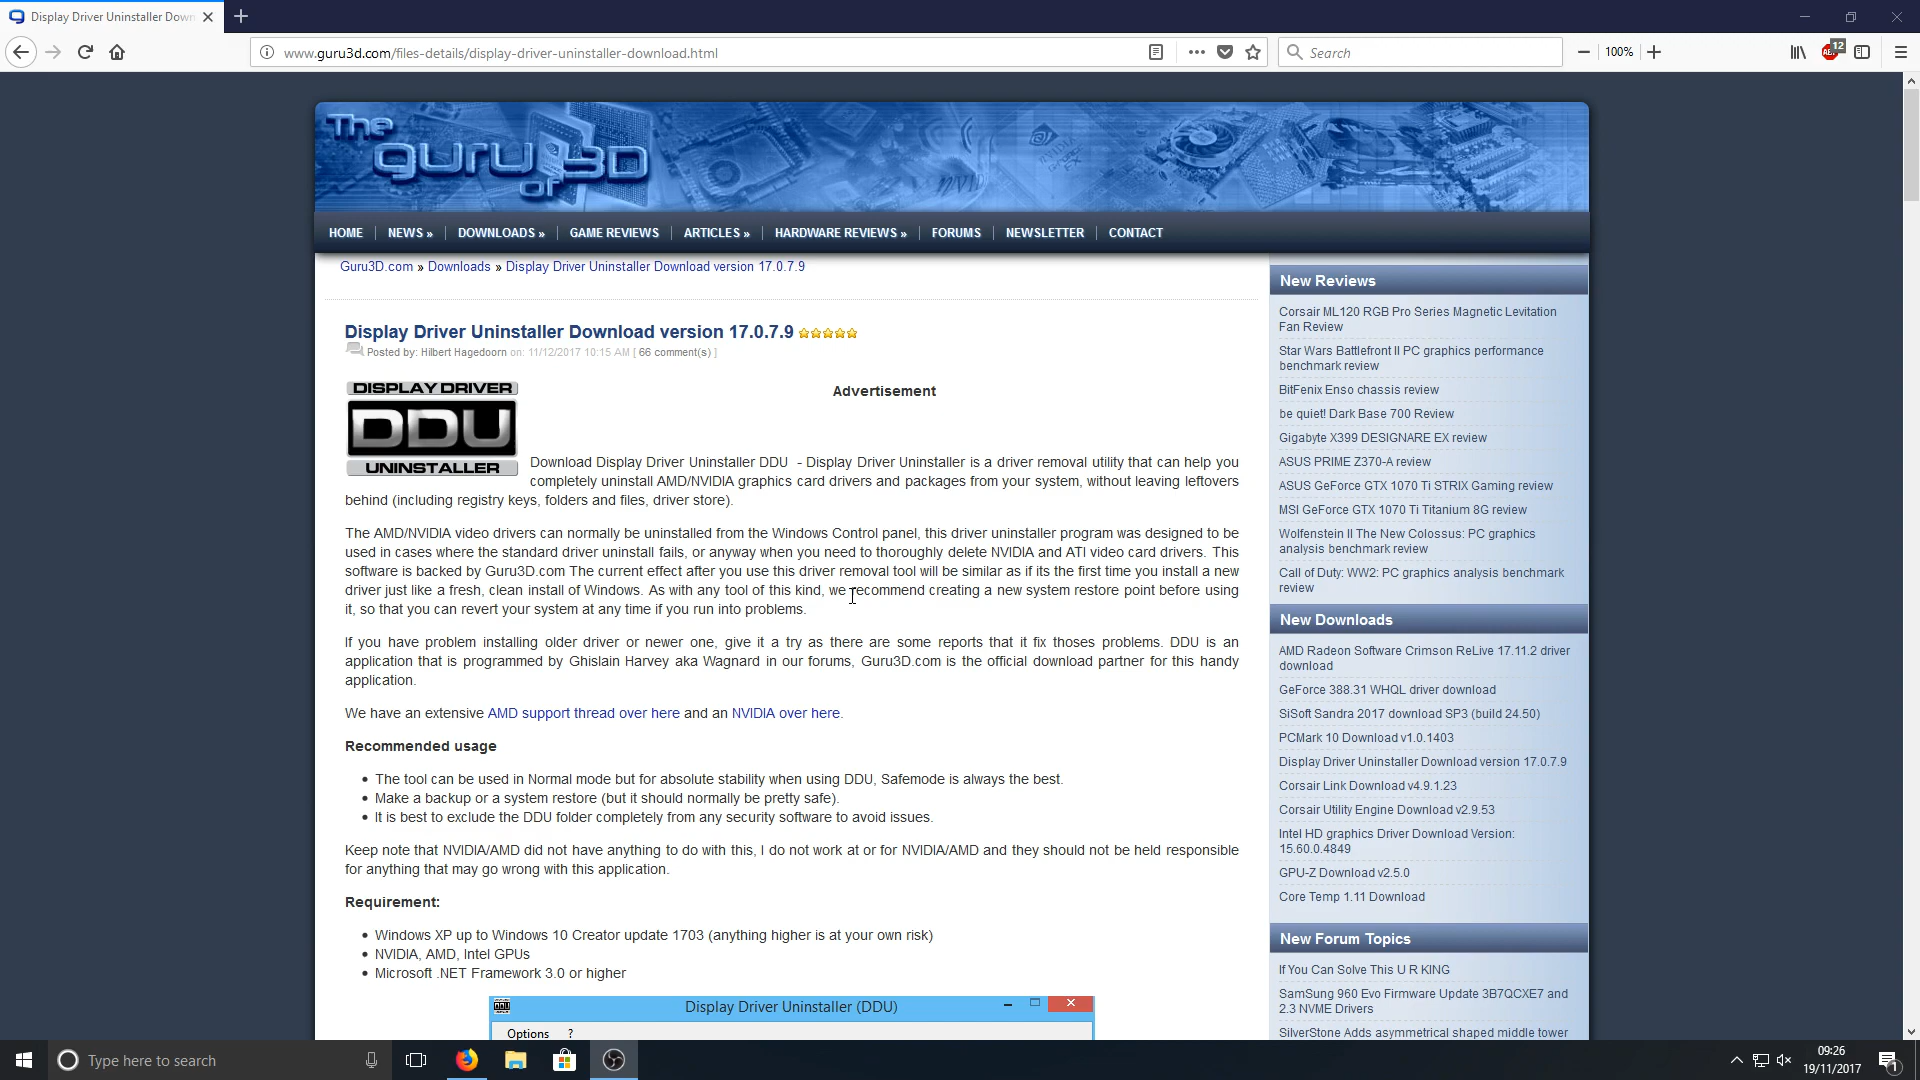 Display Driver Uninstaller Down
www.guru3d.com/files-details/display-driver-uninstaller-download.html
Search
100%
12
The
guru 3D
of
HOME
NEWS »
DOWNLOADS »
GAME REVIEWS
ARTICLES »
HARDWARE REVIEWS »
FORUMS
NEWSLETTER
CONTACT
Guru3D.com » Downloads » Display Driver Uninstaller Download version 17.0.7.9
Display Driver Uninstaller Download version 17.0.7.9
Posted by: Hilbert Hagedoorn on: 11/12/2017 10:15 AM [ 66 comment(s) ]
DISPLAY DRIVER
DDU
UNINSTALLER
Advertisement
Download Display Driver Uninstaller DDU - Display Driver Uninstaller is a driver removal utility that can help you
completely uninstall AMD/NVIDIA graphics card drivers and packages from your system, without leaving leftovers
behind (including registry keys, folders and files, driver store).
The AMD/NVIDIA video drivers can normally be uninstalled from the Windows Control panel, this driver uninstaller program was designed to be
used in cases where the standard driver uninstall fails, or anyway when you need to thoroughly delete NVIDIA and ATI video card drivers. This
software is backed by Guru3D.com The current effect after you use this driver removal tool will be similar as if its the first time you install a new
driver just like a fresh, clean install of Windows. As with any tool of this kind, we recommend creating a new system restore point before using
it, so that you can revert your system at any time if you run into problems.
If you have problem installing older driver or newer one, give it a try as there are some reports that it fix thoses problems. DDU is an
application that is programmed by Ghislain Harvey aka Wagnard in our forums, Guru3D.com is the official download partner for this handy
application.
We have an extensive AMD support thread over here and an NVIDIA over here.
Recommended usage
• The tool can be used in Normal mode but for absolute stability when using DDU, Safemode is always the best.
• Make a backup or a system restore (but it should normally be pretty safe).
• It is best to exclude the DDU folder completely from any security software to avoid issues.
Keep note that NVIDIA/AMD did not have anything to do with this, I do not work at or for NVIDIA/AMD and they should not be held responsible
for anything that may go wrong with this application.
Requirement:
• Windows XP up to Windows 10 Creator update 1703 (anything higher is at your own risk)
• NVIDIA, AMD, Intel GPUs
• Microsoft .NET Framework 3.0 or higher
Display Driver Uninstaller (DDU)
Options ?
New Reviews
Corsair ML120 RGB Pro Series Magnetic Levitation
Fan Review
Star Wars Battlefront II PC graphics performance
benchmark review
BitFenix Enso chassis review
be quiet! Dark Base 700 Review
Gigabyte X399 DESIGNARE EX review
ASUS PRIME Z370-A review
ASUS GeForce GTX 1070 Ti STRIX Gaming review
MSI GeForce GTX 1070 Ti Titanium 8G review
Wolfenstein II The New Colossus: PC graphics
analysis benchmark review
Call of Duty: WW2: PC graphics analysis benchmark
review
New Downloads
AMD Radeon Software Crimson ReLive 17.11.2 driver
download
GeForce 388.31 WHQL driver download
SiSoft Sandra 2017 download SP3 (build 24.50)
PCMark 10 Download v1.0.1403
Display Driver Uninstaller Download version 17.0.7.9
Corsair Link Download v4.9.1.23
Corsair Utility Engine Download v2.9.53
Intel HD graphics Driver Download Version:
15.60.0.4849
GPU-Z Download v2.5.0
Core Temp 1.11 Download
New Forum Topics
If You Can Solve This U R KING
SamSung 960 Evo Firmware Update 3B7QCXE7 and
2.3 NVME Drivers
SilverStone Adds asymmetrical shaped middle tower
Type here to search
09:26
19/11/2017
1